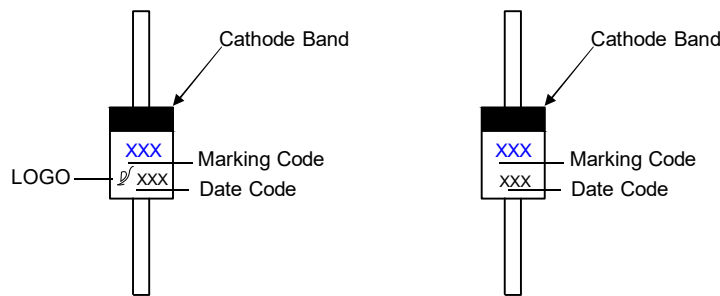 Cathode Band
XXX
Marking Code
LOGO
XXX
Date Code
Cathode Band
XXX
Marking Code
XXX
Date Code